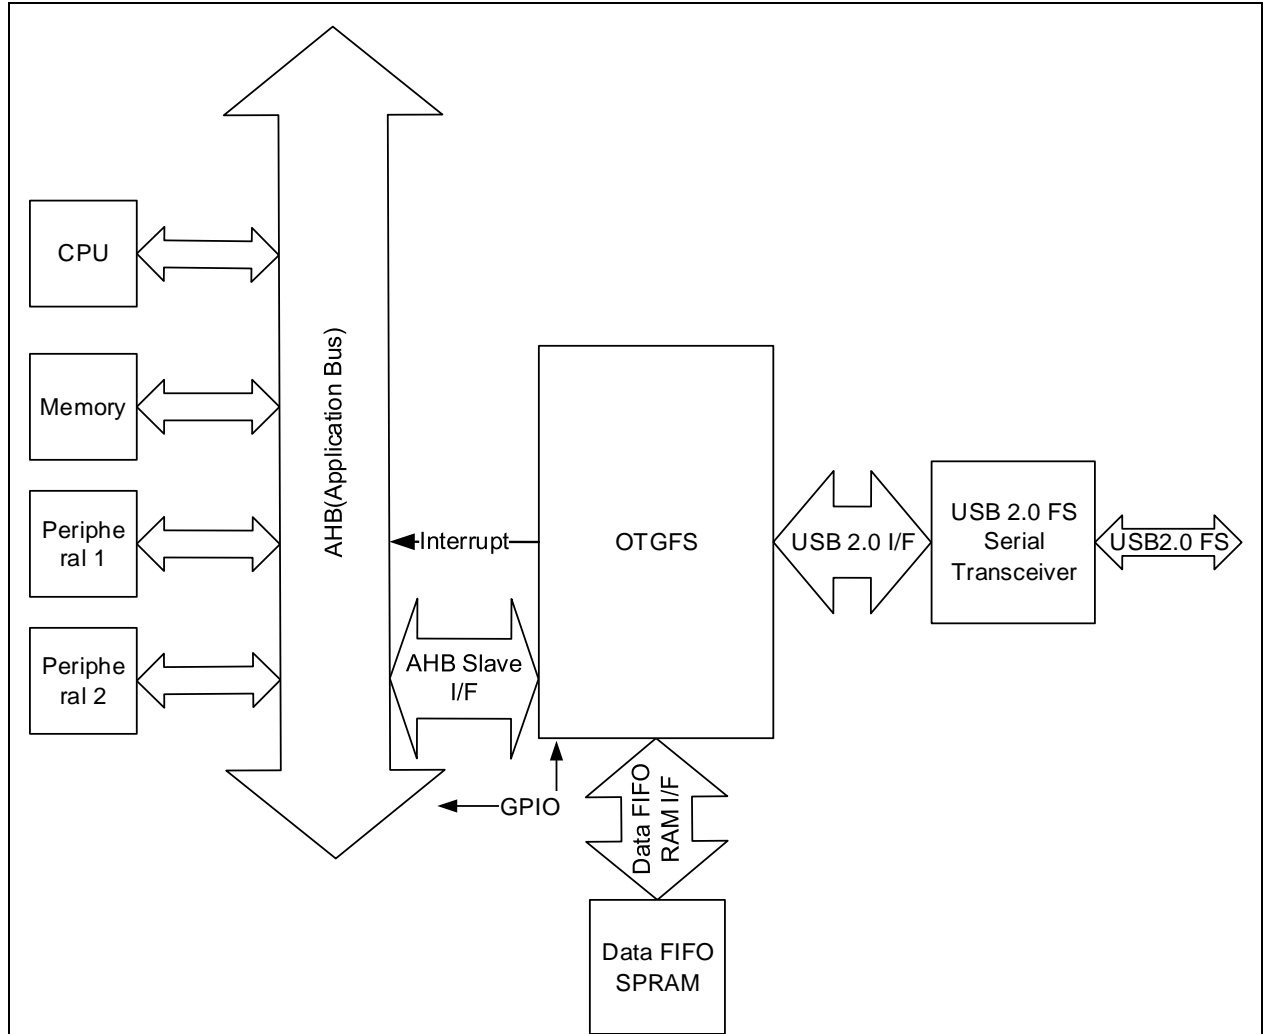 CPU
Memory
Periphe
ral 1
Periphe
ral 2
AHB(Application Bus)
Interrupt
AHB Slave
I/F
GPIO
OTGFS
Data FIFO
RAM I/F
Data FIFO
SPRAM
USB 2.0 I/F
USB 2.0 FS
Serial
Transceiver
USB2.0 FS